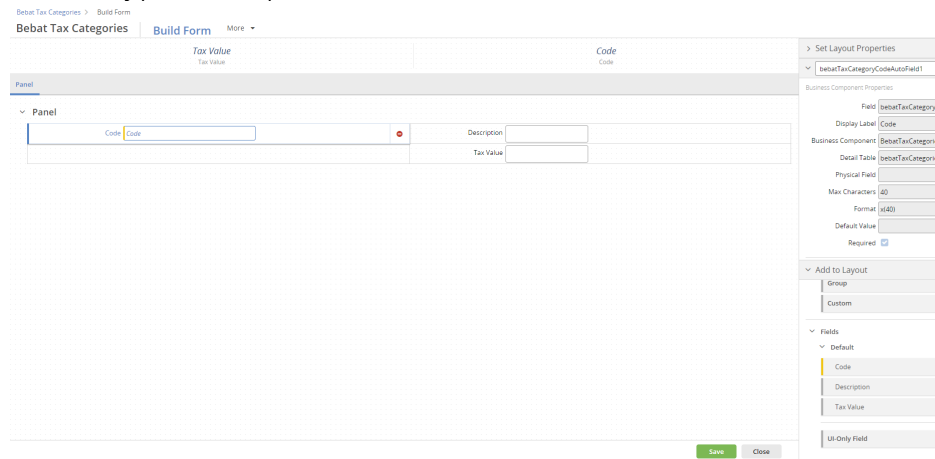 Bebat Tax Categories > Build Form
Bebat Tax Categories Build Form More
Tax Value Code
Tax Value Code
Panel
Panel
Code Code Description
Tax Value
Set Layout Properties
bebatTaxCategoryCodeAutoField1
Business Component Properties
Field bebatTaxCategory
Display Label Code
Business Component BebatTaxCategorie
Detail Table bebatTaxCategorie
Physical Field
Max Characters 40
Format x(40)
Default Value
Required
Add to Layout
Group
Custom
Fields
Default
Code
Description
Tax Value
UI-Only Field
Save Close